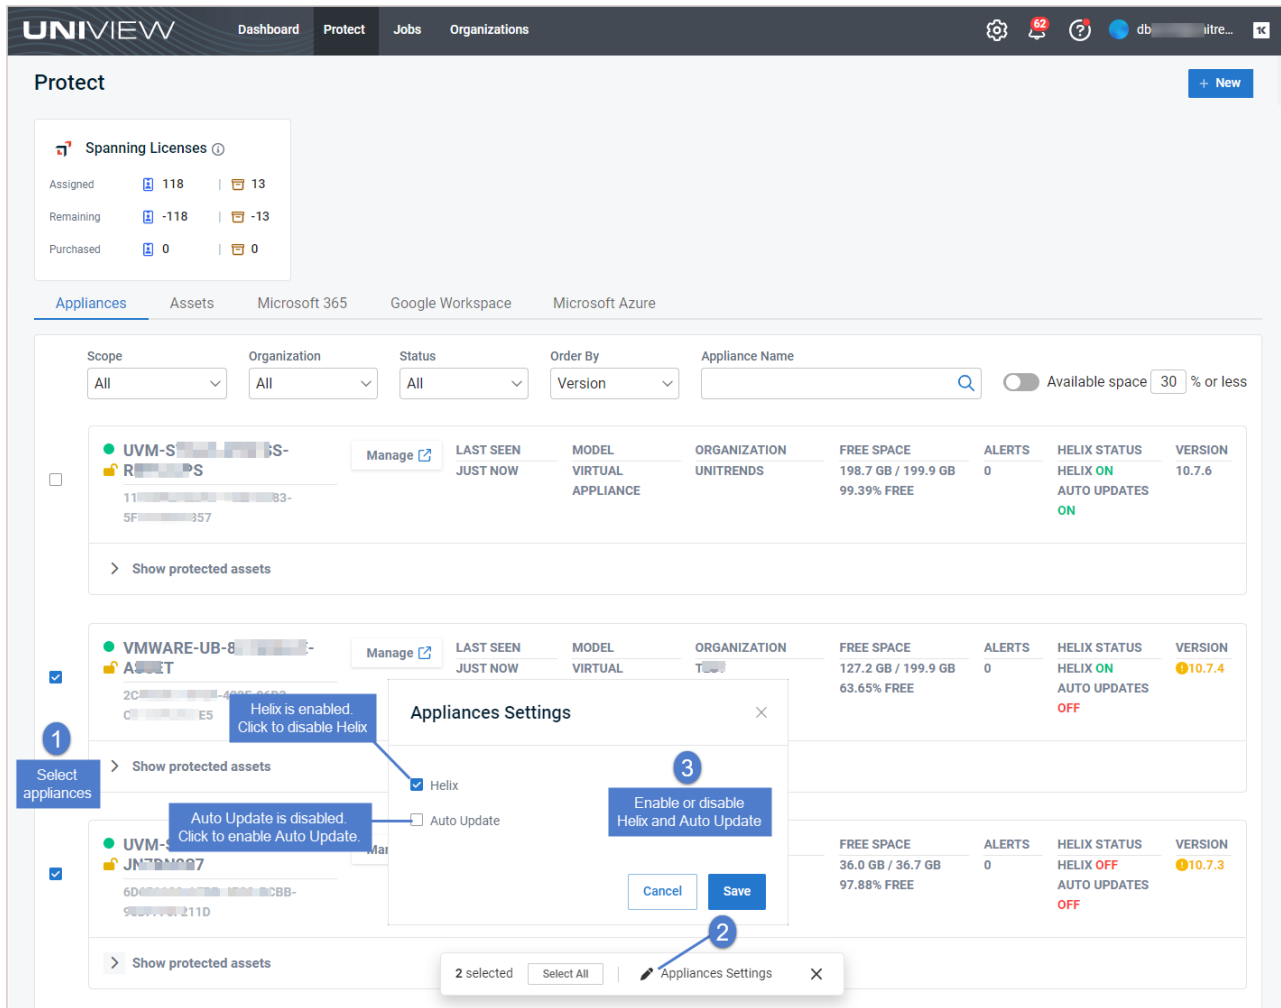 UNIVIEW
Dashboard
Protect
Jobs
Organizations
62
Protect
+ New
Spanning Licenses
Assigned 118 | 13
Remaining -118 | -13
Purchased 0 | 0
Appliances
Assets
Microsoft 365
Google Workspace
Microsoft Azure
Scope
Organization
Status
Order By
Appliance Name
All
All
All
Version
Available space 30 % or less
UVM-S
PS
Manage
LAST SEEN
JUST NOW
MODEL
VIRTUAL
APPLIANCE
ORGANIZATION
UNITRENDS
FREE SPACE
198.7 GB / 199.9 GB
99.39% FREE
ALERTS
0
HELIX STATUS
HELIX ON
AUTO UPDATES
ON
VERSION
10.7.6
Show protected assets
VMWARE-UB-8
Manage
LAST SEEN
JUST NOW
MODEL
VIRTUAL
ORGANIZATION
FREE SPACE
127.2 GB / 199.9 GB
63.65% FREE
ALERTS
0
HELIX STATUS
HELIX ON
AUTO UPDATES
OFF
VERSION
10.7.4
Show protected assets
1
Select
appliances
Helix is enabled.
Click to disable Helix
Appliances Settings
Helix
Auto Update
Auto Update is disabled.
Click to enable Auto Update.
3
Enable or disable
Helix and Auto Update
Cancel
Save
2
UVM-S
FREE SPACE
36.0 GB / 36.7 GB
97.88% FREE
ALERTS
0
HELIX STATUS
HELIX OFF
AUTO UPDATES
OFF
VERSION
10.7.3
Show protected assets
2 selected
Select All
Appliances Settings